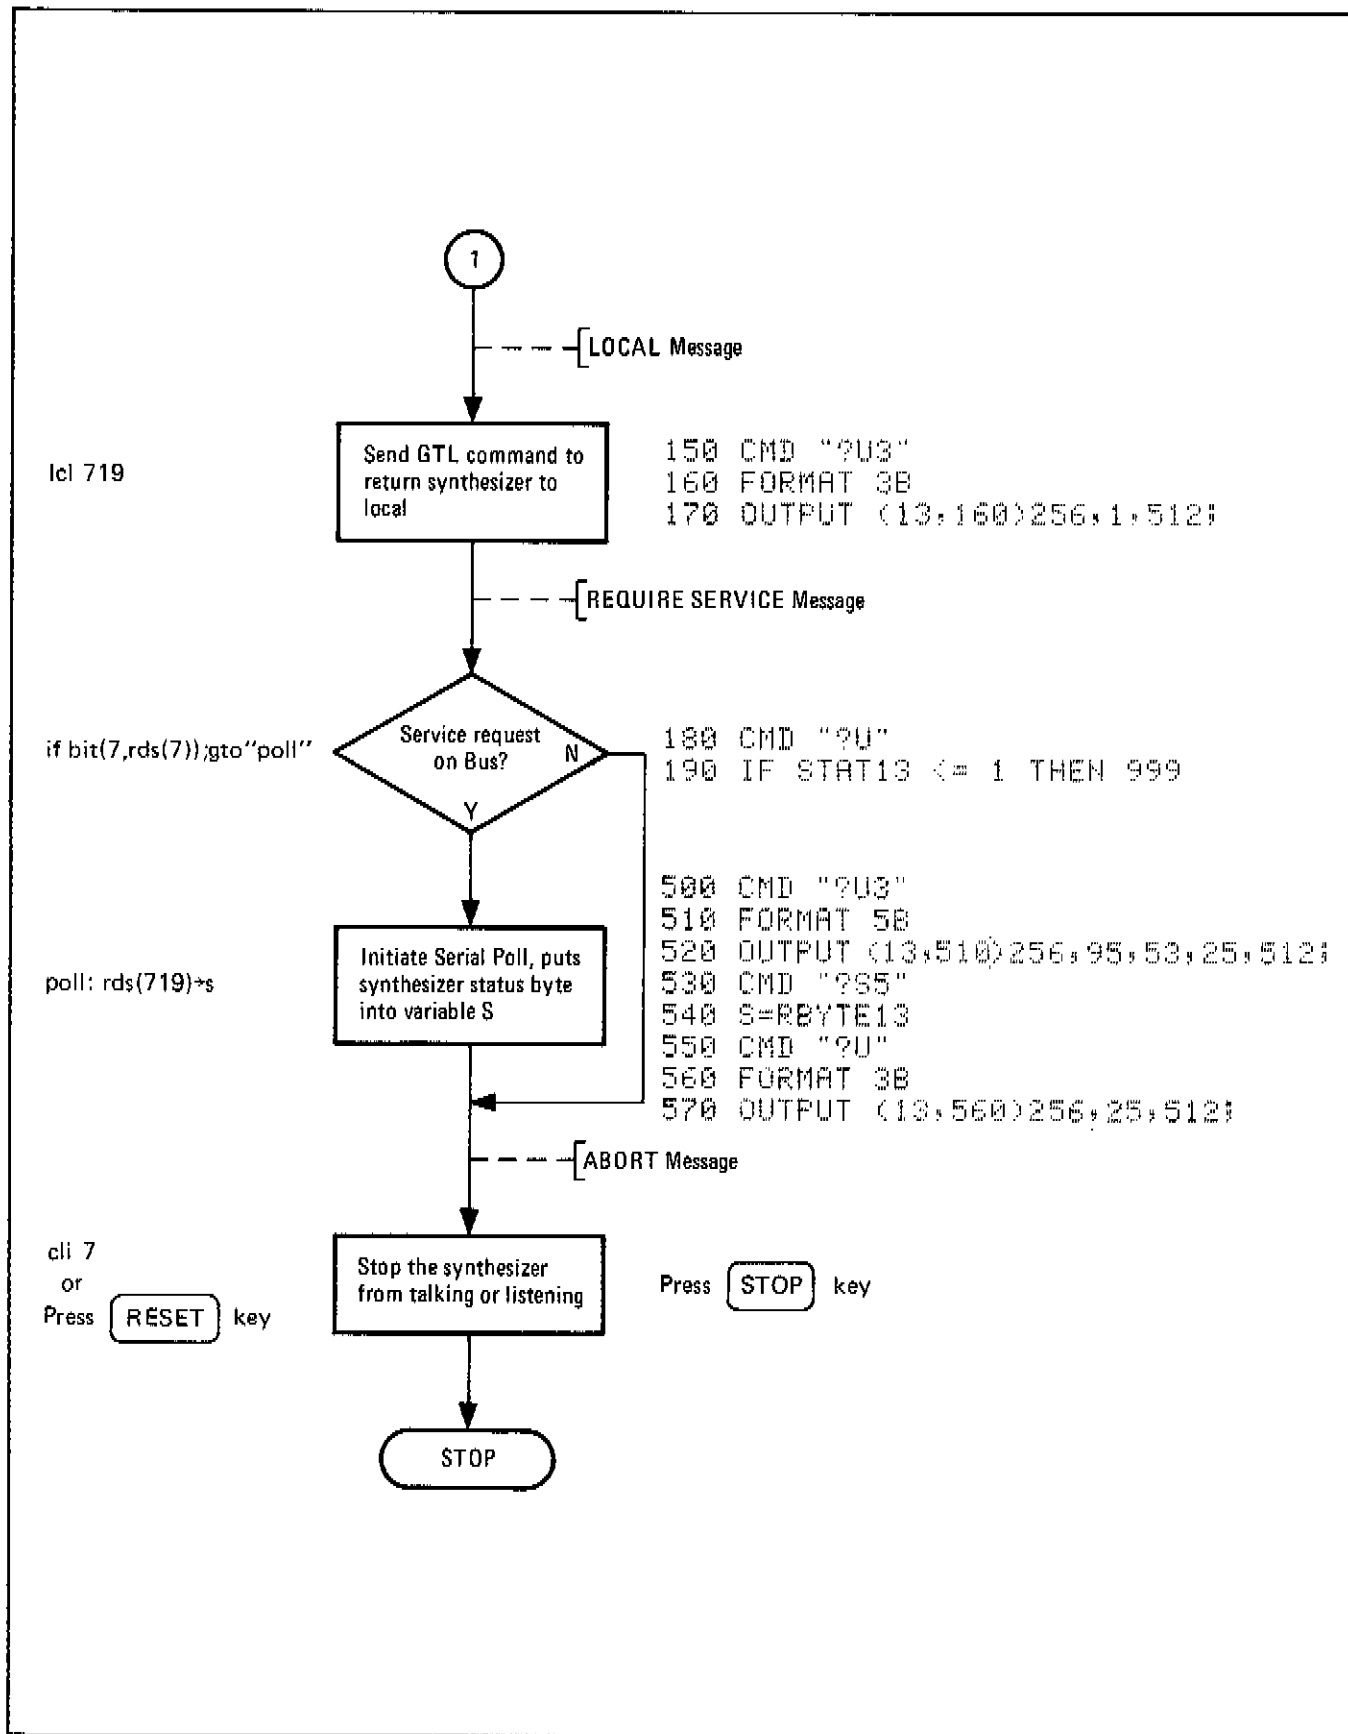 1
LOCAL Message
lcl 719
Send GTL command to
return synthesizer to
local
150 CMD "?U3"
160 FORMAT 3B
170 OUTPUT (13,160)256,1,512;
REQUIRE SERVICE Message
if bit(7,rds(7));gto"poll"
Service request
on Bus?
N
Y
180 CMD "?U"
190 IF STAT13 <= 1 THEN 999
poll: rds(719)→s
Initiate Serial Poll, puts
synthesizer status byte
into variable S
500 CMD "?U3"
510 FORMAT 5B
520 OUTPUT (13,510)256,95,53,25,512;
530 CMD "?S5"
540 S=RBYTE13
550 CMD "?U"
560 FORMAT 3B
570 OUTPUT (13,560)256,25,512;
ABORT Message
cli 7
or
Press RESET key
Stop the synthesizer
from talking or listening
Press STOP key
STOP